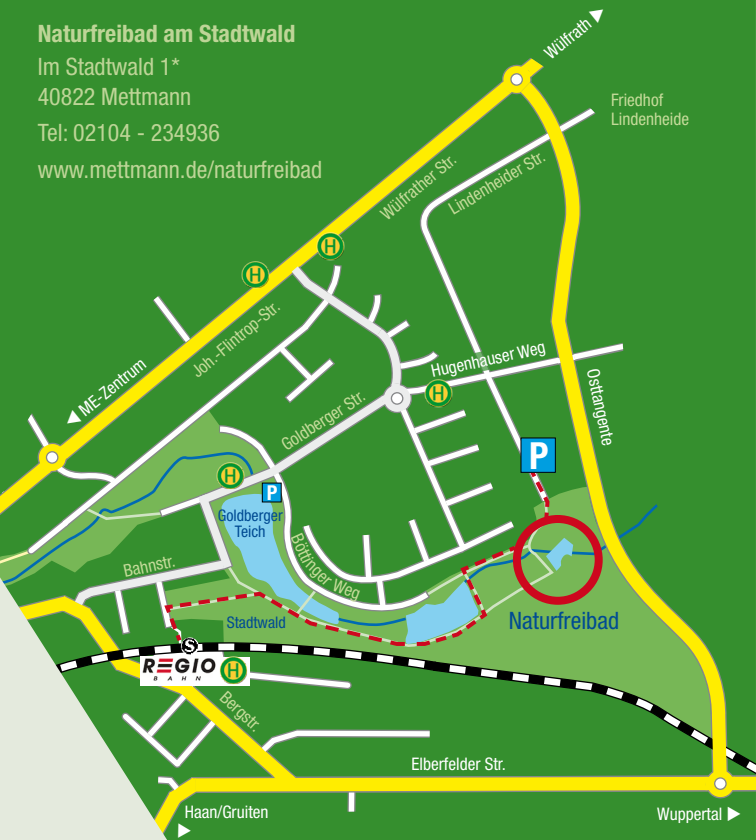 Naturfreibad am Stadtwald
Im Stadtwald 1*
40822 Mettmann
Tel: 02104 - 234936
www.mettmann.de/naturfreibad
Wülfrath
Friedhof
Lindenheide
Wülfrather Str.
Lindenheider Str.
H
H
Joh.-Flintrop-Str.
ME-Zentrum
Hugenhauser Weg
H
Osttangente
Goldberger Str.
P
H
P
Goldberger
Teich
Böttinger Weg
Bahnstr.
Stadtwald
Naturfreibad
S
REGIO
BAHN
H
Bergstr.
Elberfelder Str.
Haan/Gruiten
Wuppertal